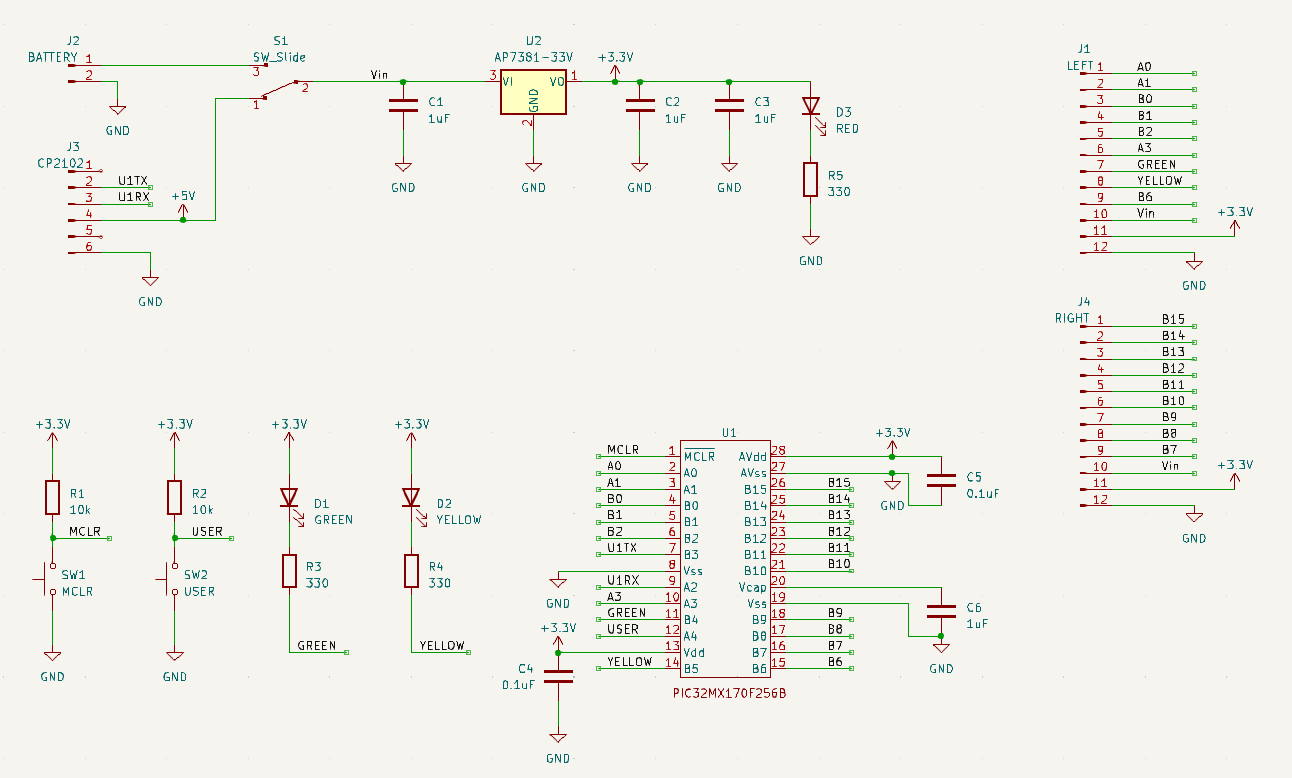 J2
BATTERY
1
2
GND
S1
SW_Slide
3
2
1
Vin
C1
1uF
GND
U2
AP7381-33V
3 VI VO 1
GND
2
GND
+3.3V
C2
1uF
GND
C3
1uF
GND
D3
RED
R5
330
GND
J3
CP2102
1
2 U1TX
3 U1RX
4
5
6
+5V
GND
J1
LEFT
1 A0
2 A1
3 B0
4 B1
5 B2
6 A3
7 GREEN
8 YELLOW
9 B6
10 Vin
11
12
+3.3V
GND
J4
RIGHT
1 B15
2 B14
3 B13
4 B12
5 B11
6 B10
7 B9
8 B8
9 B7
10 Vin
11
12
+3.3V
GND
+3.3V
R1
10k
MCLR
SW1
MCLR
GND
+3.3V
R2
10k
USER
SW2
USER
GND
+3.3V
D1
GREEN
R3
330
GREEN
+3.3V
D2
YELLOW
R4
330
YELLOW
U1
MCLR 1 MCLR AVdd 28
A0 2 A0 AVss 27
A1 3 A1 B15 26 B15
B0 4 B0 B14 25 B14
B1 5 B1 B13 24 B13
B2 6 B2 B12 23 B12
U1TX 7 B3 B11 22 B11
8 Vss B10 21 B10
U1RX 9 A2 Vcap 20
A3 10 A3 Vss 19
GREEN 11 B4 B9 18 B9
USER 12 A4 B8 17 B8
13 Vdd B7 16 B7
YELLOW 14 B5 B6 15 B6
PIC32MX170F256B
GND
+3.3V
C4
0.1uF
GND
+3.3V
GND
C5
0.1uF
C6
1uF
GND